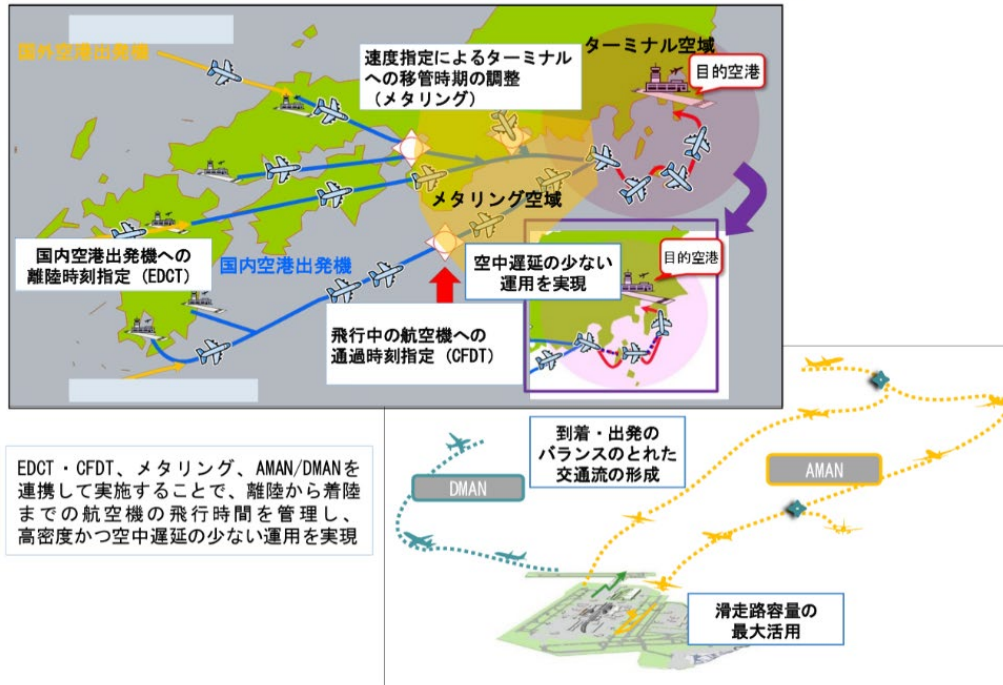 国外空港出発機
速度指定によるターミナル
への移管時期の調整
（メタリング）
ターミナル空域
目的空港
メタリング空域
国内空港出発機への
離陸時刻指定（EDCT）
国内空港出発機
空中遅延の少ない
運用を実現
目的空港
飛行中の航空機への
通過時刻指定（CFDT）
EDCT・CFDT、メタリング、AMAN/DMANを
連携して実施することで、離陸から着陸
までの航空機の飛行時間を管理し、
高密度かつ空中遅延の少ない運用を実現
到着・出発の
バランスのとれた
交通流の形成
DMAN
AMAN
滑走路容量の
最大活用